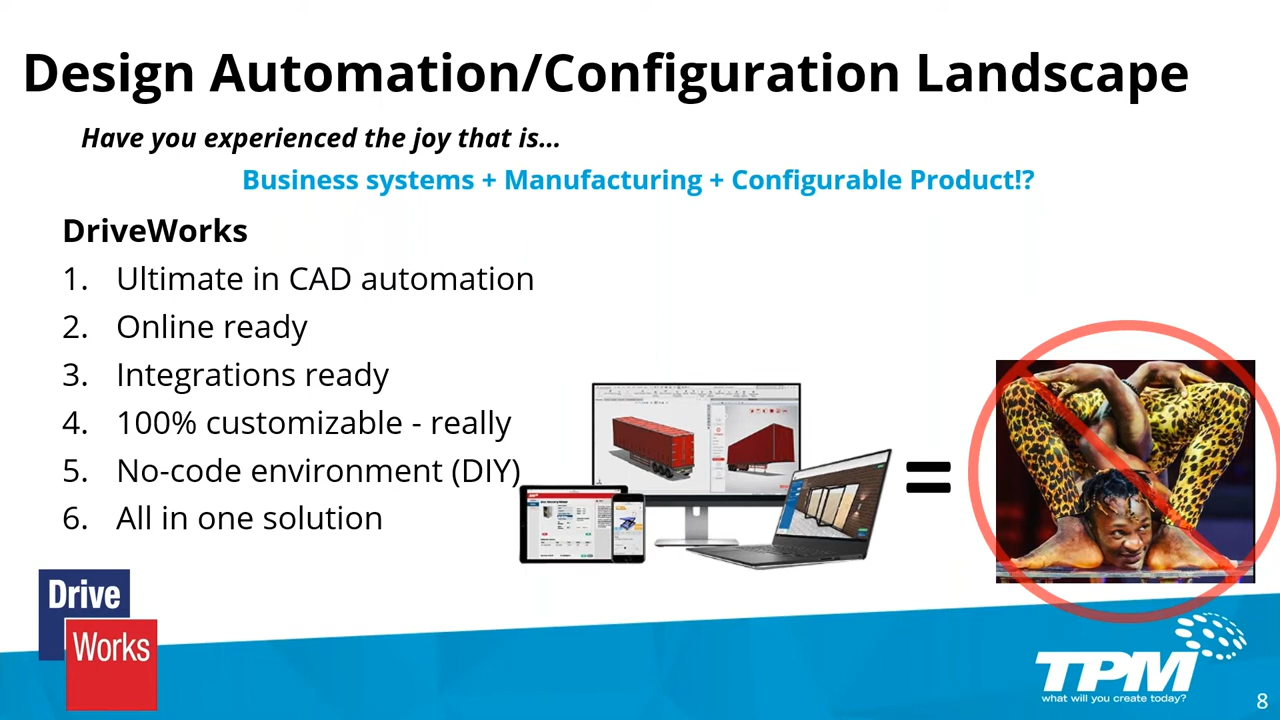 Design Automation/Configuration Landscape
Have you experienced the joy that is...
Business systems + Manufacturing + Configurable Product!?
DriveWorks
1. Ultimate in CAD automation
2. Online ready
3. Integrations ready
4. 100% customizable - really
5. No-code environment (DIY)
6. All in one solution
=
Drive
Works
TPM
what will you create today?
8